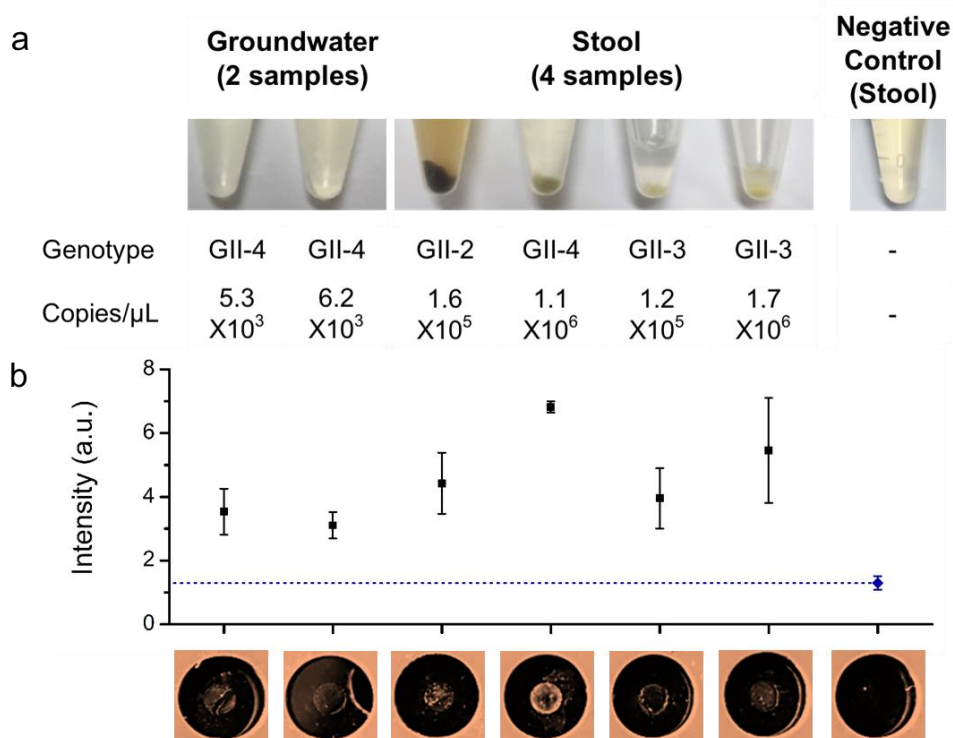 a
Groundwater
(2 samples)
Stool
(4 samples)
Negative
Control
(Stool)
Genotype GII-4 GII-4 GII-2 GII-4 GII-3 GII-3 -
Copies/µL 5.3 X10³ 6.2 X10³ 1.6 X10⁵ 1.1 X10⁶ 1.2 X10⁵ 1.7 X10⁶ -
b
Intensity (a.u.)
8
6
4
2
0